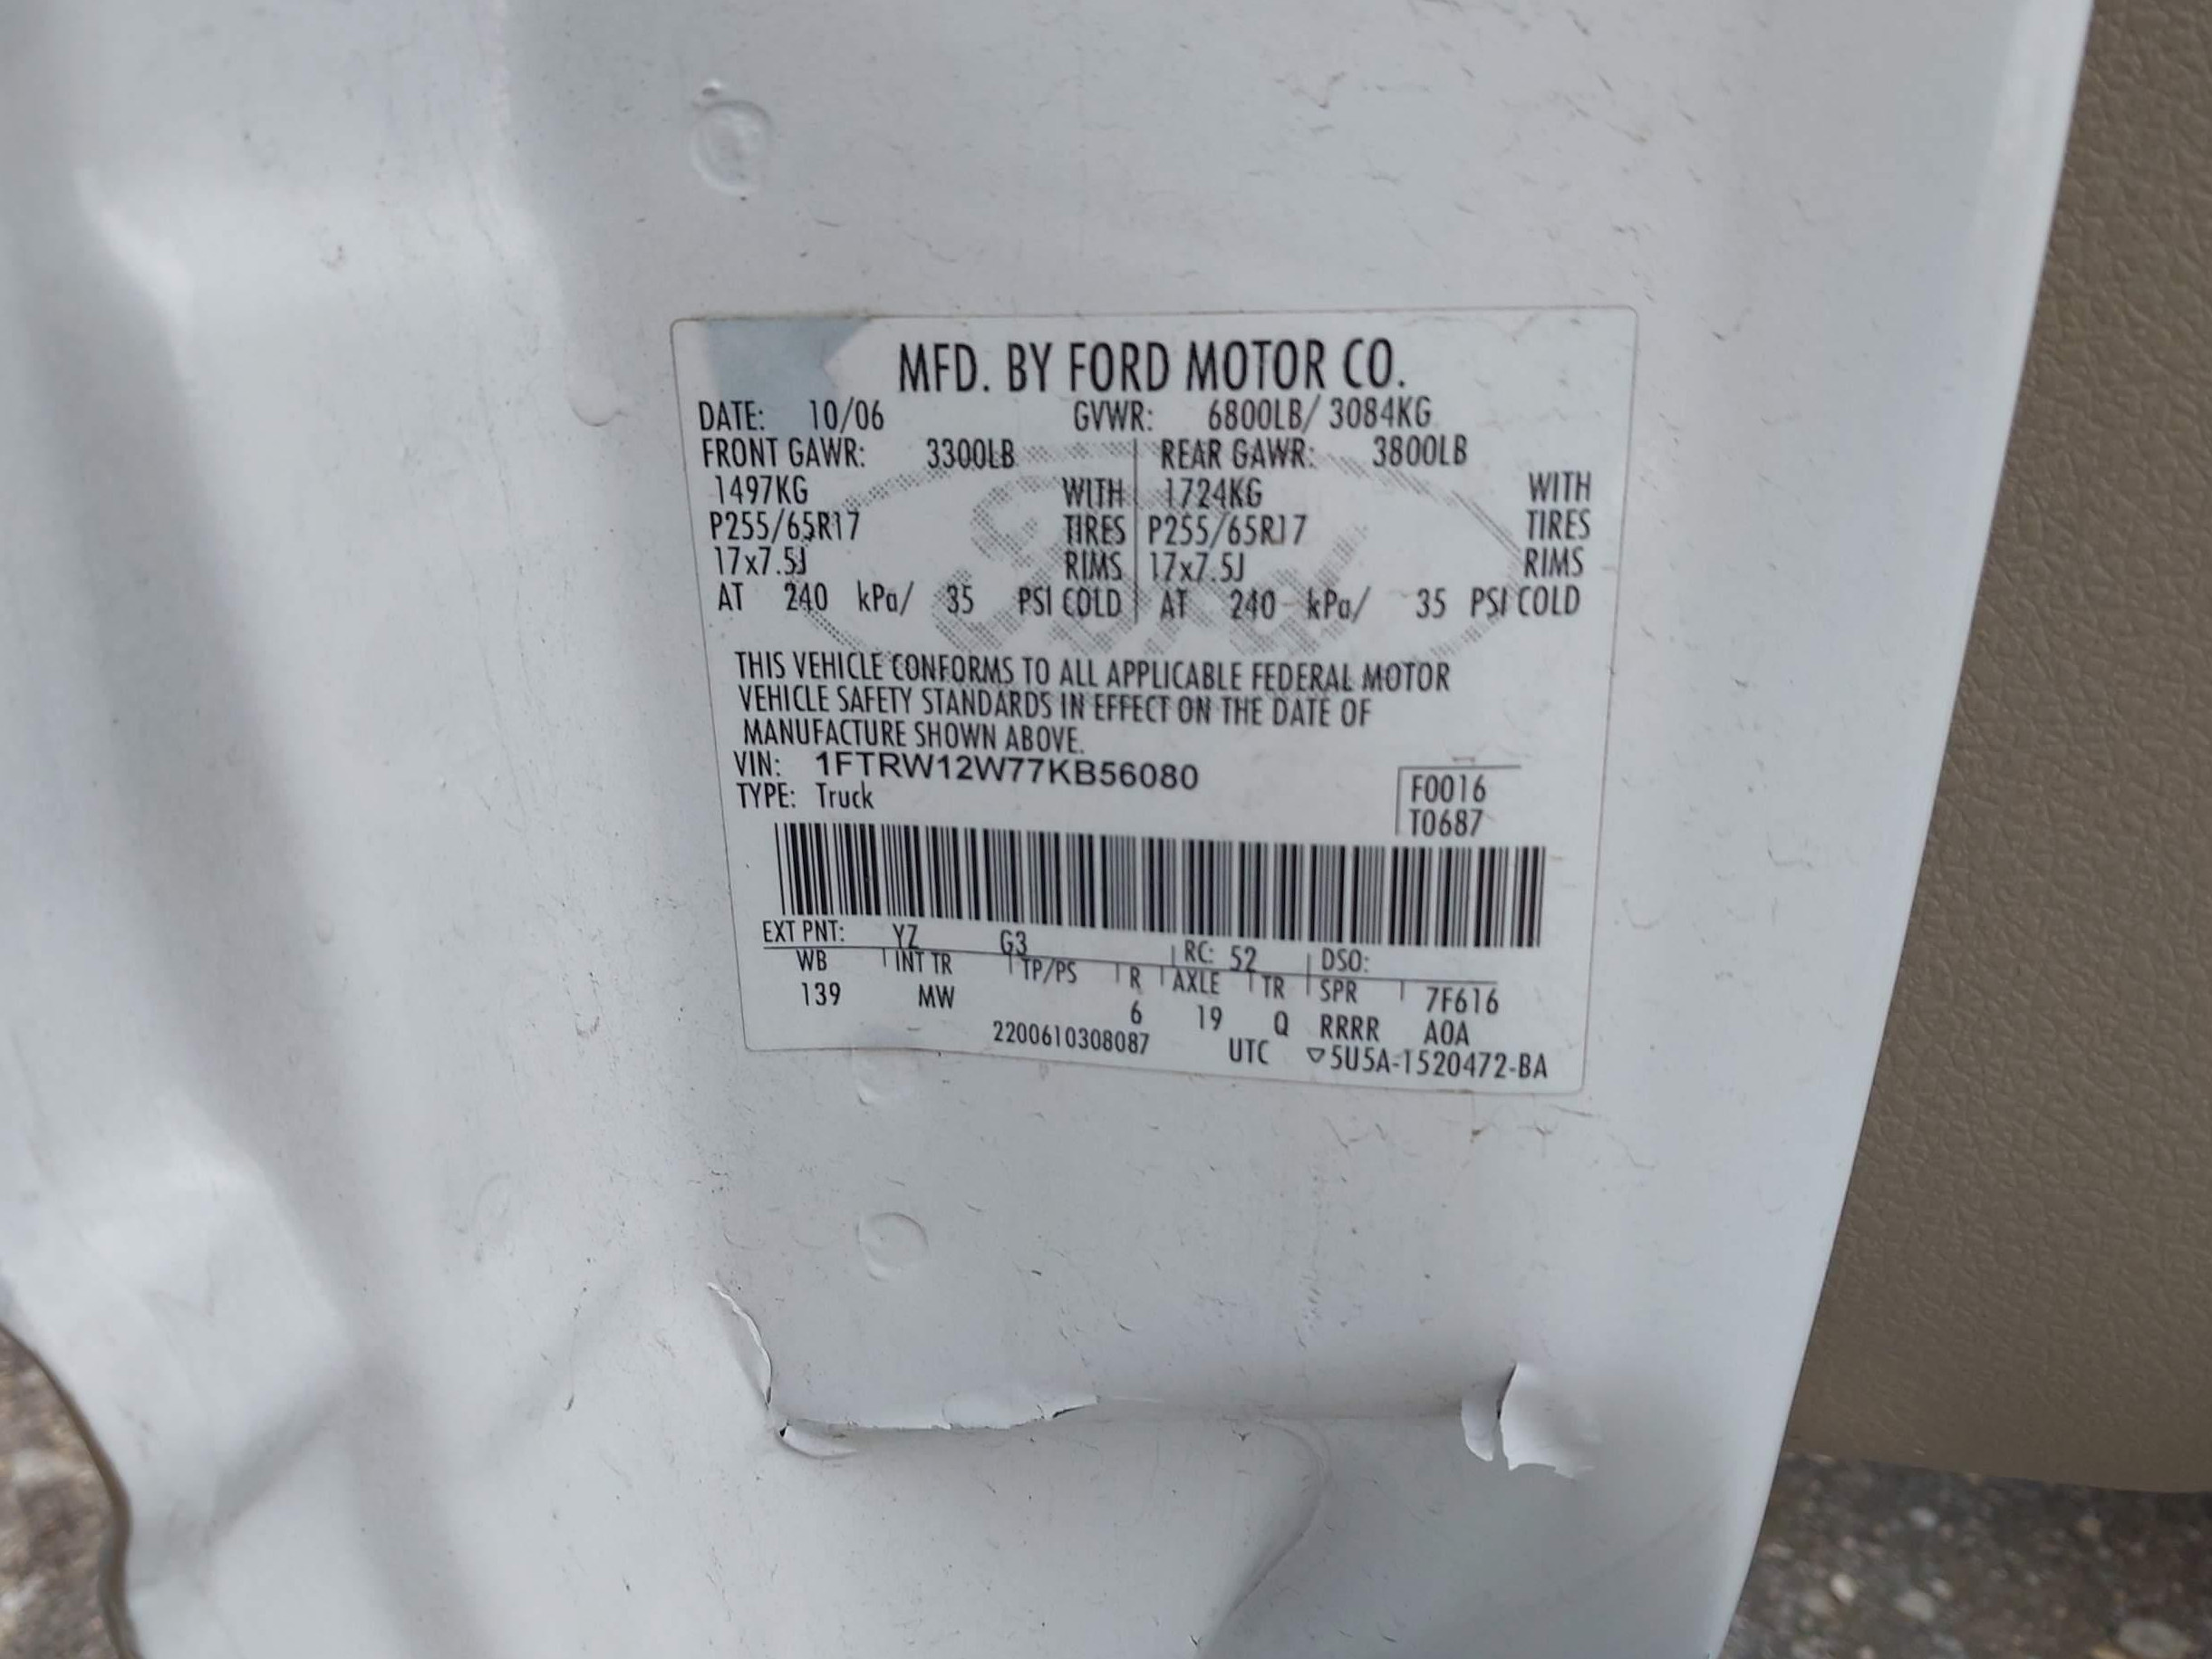 MFD. BY FORD MOTOR CO.
DATE: 10/06 GVWR: 6800LB/ 3084KG
FRONT GAWR: 3300LB REAR GAWR: 3800LB
1497KG WITH 1724KG WITH
P255/65R17 TIRES P255/65R17 TIRES
17x7.5J RIMS 17x7.5J RIMS
AT 240 kPa/ 35 PSI COLD AT 240 kPa/ 35 PSI COLD
THIS VEHICLE CONFORMS TO ALL APPLICABLE FEDERAL MOTOR
VEHICLE SAFETY STANDARDS IN EFFECT ON THE DATE OF
MANUFACTURE SHOWN ABOVE.
VIN: 1FTRW12W77KB56080
TYPE: Truck
F0016
T0687
EXT PNT: YZ G3 RC: 52 DSO:
WB INT TR TP/PS R AXLE TR SPR 7F616
139 MW 6 19 Q RRRR A0A
2200610308087 UTC ▽5U5A-1520472-BA